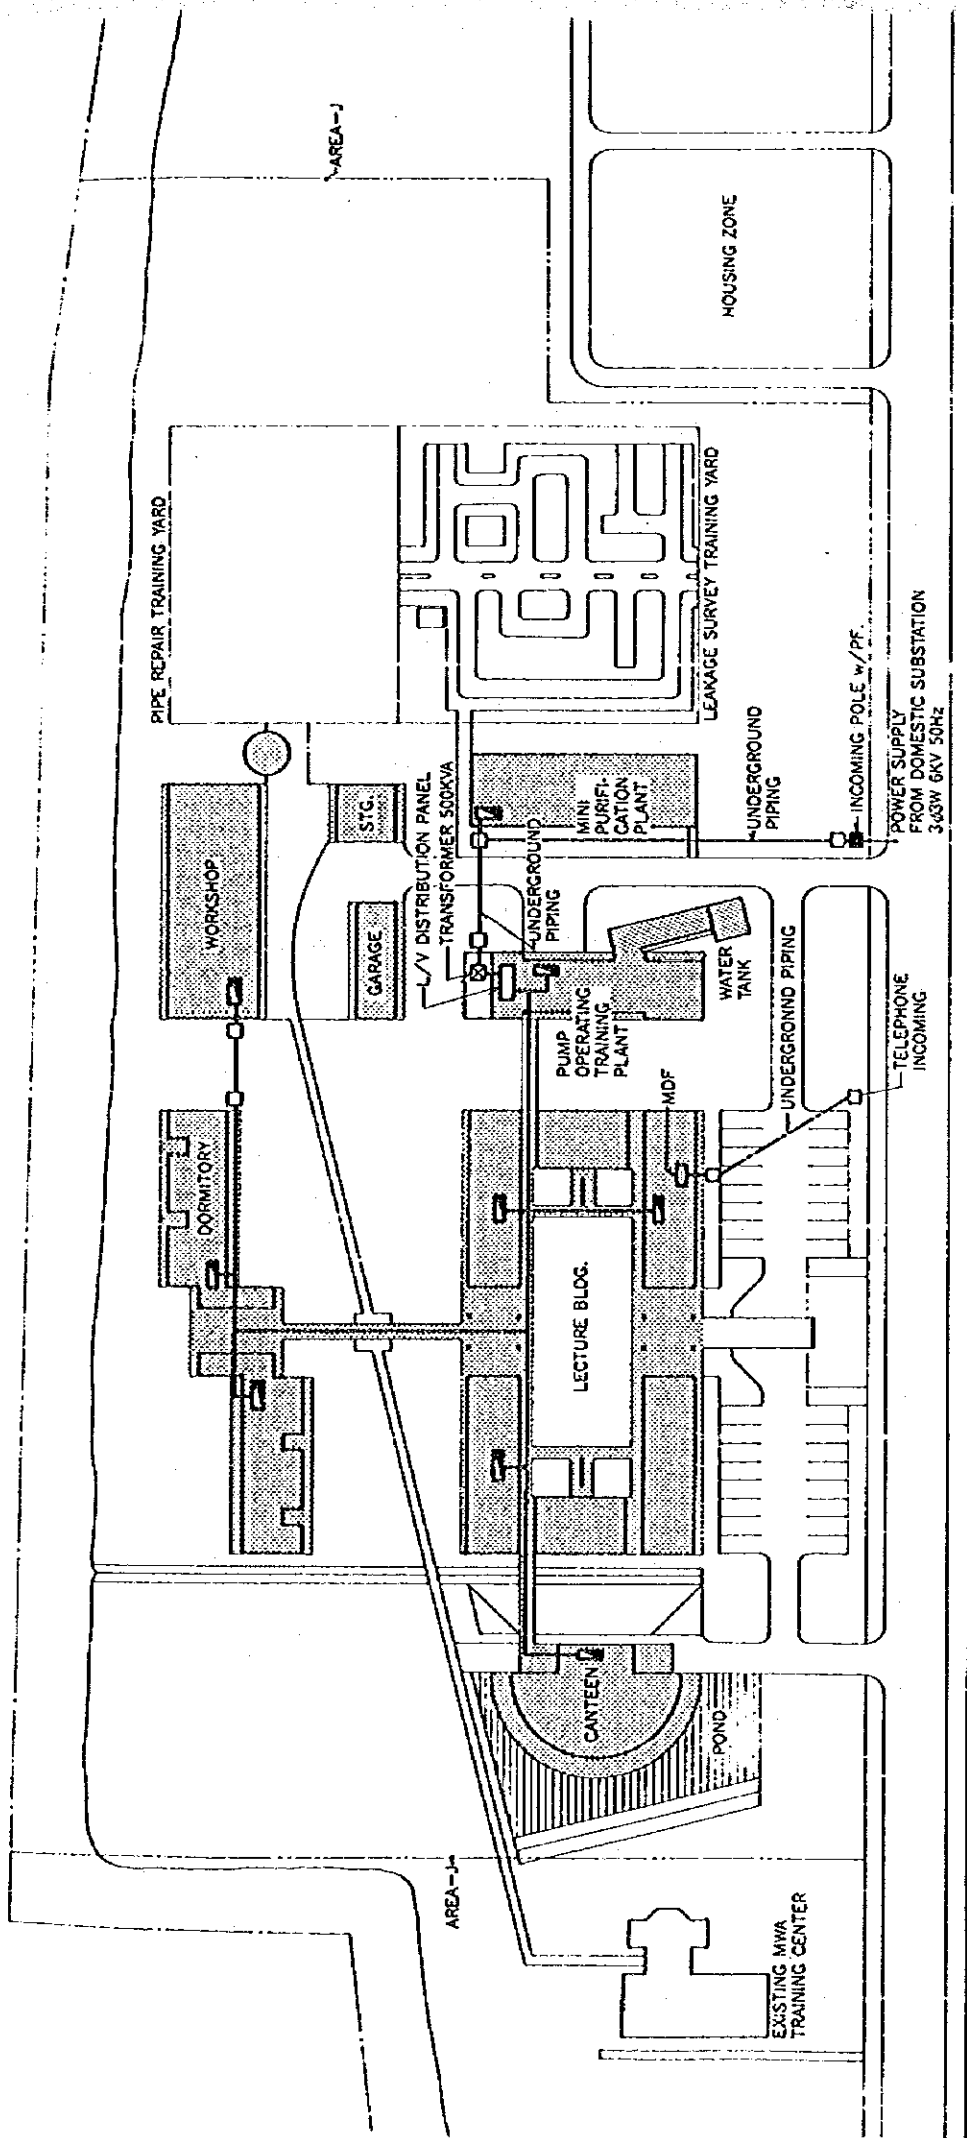 AREA-J
HOUSING ZONE
PIPE REPAIR TRAINING YARD
LEAKAGE SURVEY TRAINING YARD
WORKSHOP
STG.
GARAGE
L/V DISTRIBUTION PANEL
TRANSFORMER 500KVA
MINI
PURIFI-
CATION
PLANT
UNDERGROUND
PIPING
UNDERGROUND
PIPING
INCOMING POLE w/PF.
POWER SUPPLY
FROM DOMESTIC SUBSTATION
3Φ3W 6KV 50Hz
WATER
TANK
PUMP
OPERATING
TRAINING
PLANT
UNDERGROUND PIPING
TELEPHONE
INCOMING
MDF
DORMITORY
LECTURE BLDG.
CANTEEN
POND
AREA-J
EXISTING MWA
TRAINING CENTER